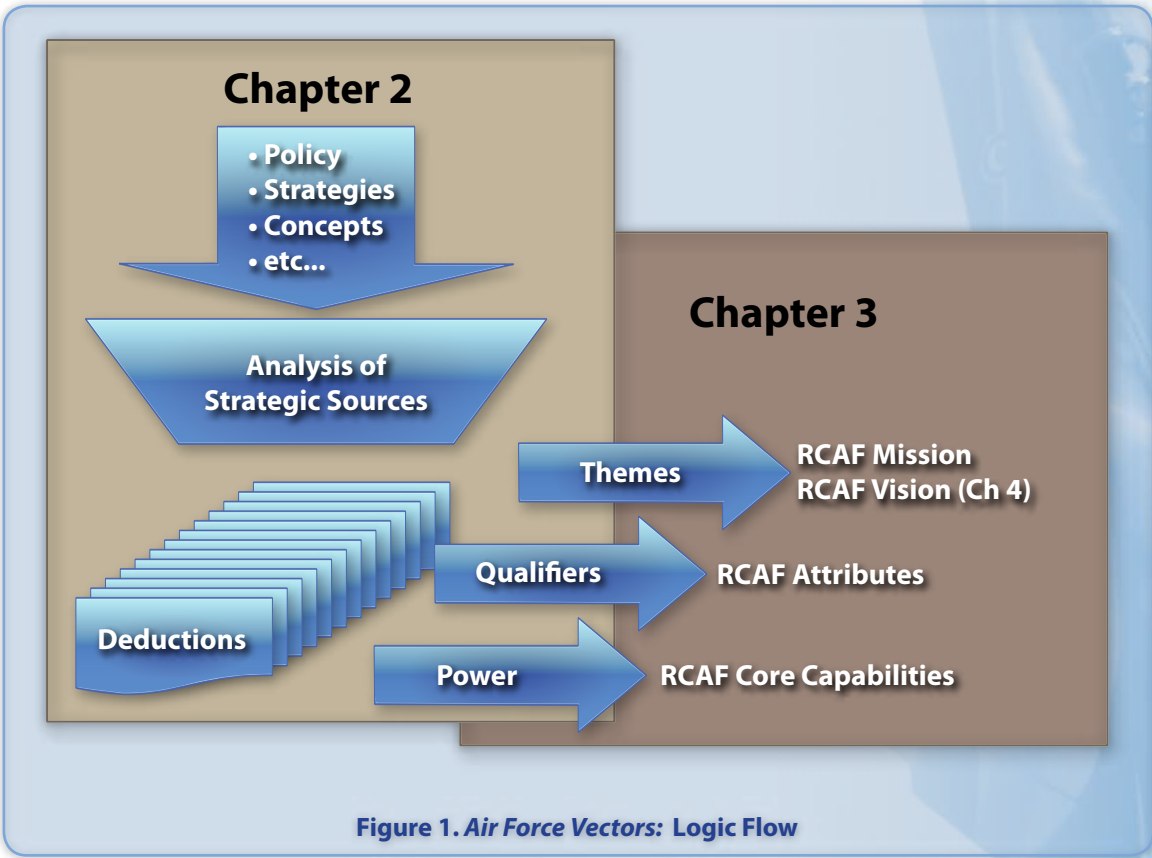 Chapter 2
• Policy
• Strategies
• Concepts
• etc...
Analysis of
Strategic Sources
Deductions
Chapter 3
Themes
RCAF Mission
RCAF Vision (Ch 4)
Qualifiers
RCAF Attributes
Power
RCAF Core Capabilities
Figure 1. Air Force Vectors: Logic Flow